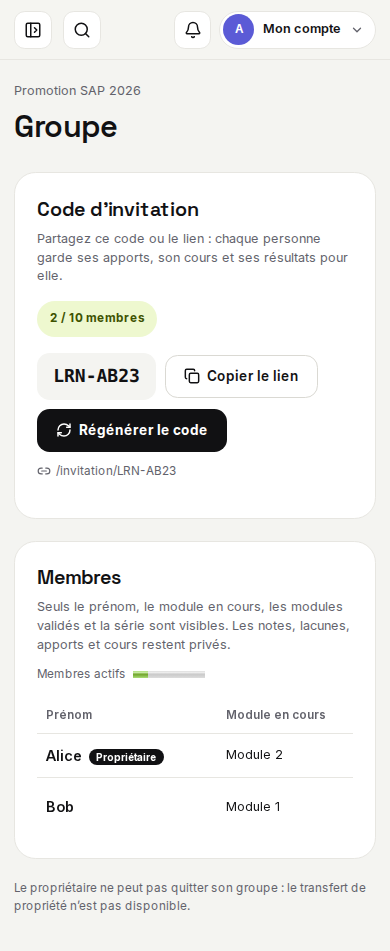 A Mon compte
Promotion SAP 2026
Groupe
Code d’invitation
Partagez ce code ou le lien : chaque personne
garde ses apports, son cours et ses résultats pour
elle.
2 / 10 membres
LRN-AB23 Copier le lien
Régénérer le code
/invitation/LRN-AB23
Membres
Seuls le prénom, le module en cours, les modules
validés et la série sont visibles. Les notes, lacunes,
apports et cours restent privés.
Membres actifs
Prénom Module en cours
Alice Propriétaire Module 2
Bob Module 1
Le propriétaire ne peut pas quitter son groupe : le transfert de
propriété n’est pas disponible.